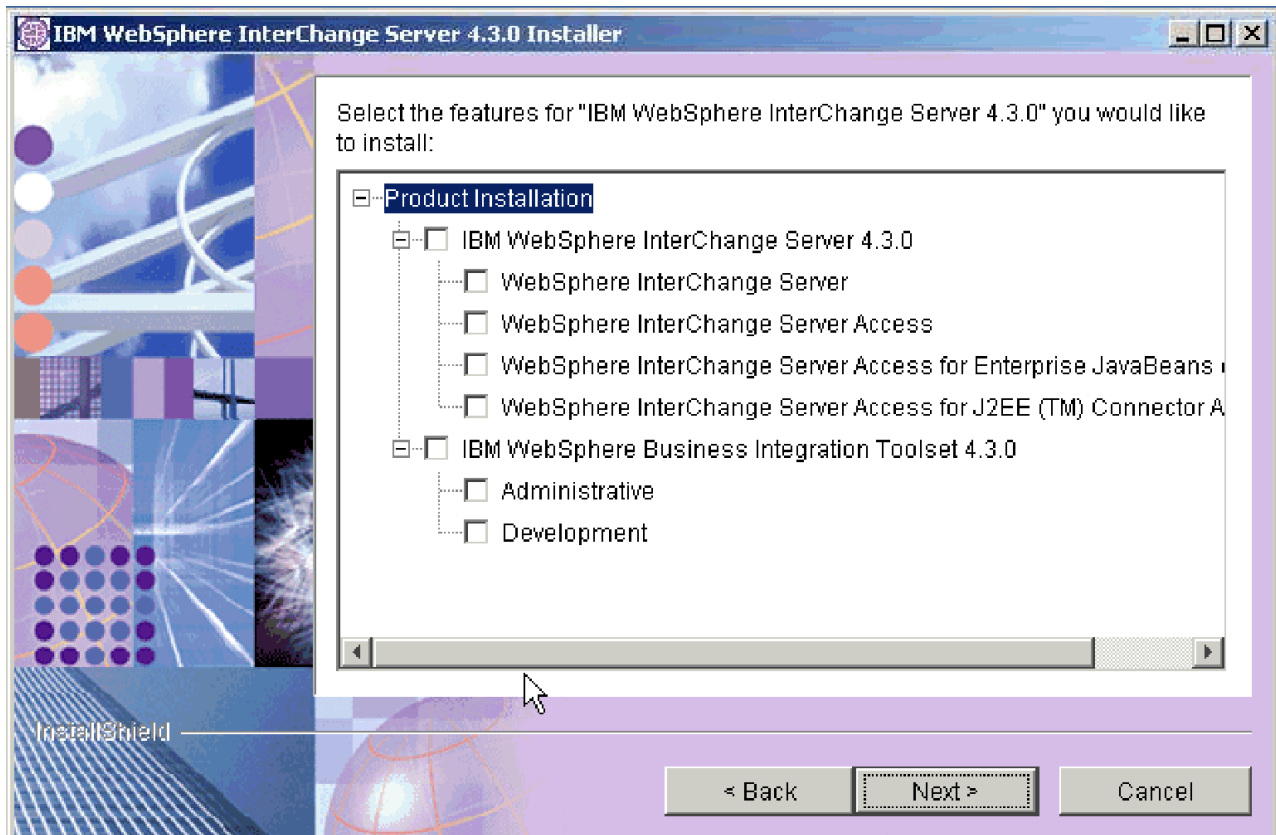 IBM WebSphere InterChange Server 4.3.0 Installer
Select the features for "IBM WebSphere InterChange Server 4.3.0" you would like
to install:
Product Installation
IBM WebSphere InterChange Server 4.3.0
WebSphere InterChange Server
WebSphere InterChange Server Access
WebSphere InterChange Server Access for Enterprise JavaBeans
WebSphere InterChange Server Access for J2EE (TM) Connector A
IBM WebSphere Business Integration Toolset 4.3.0
Administrative
Development
InstallShield
< Back
Next >
Cancel